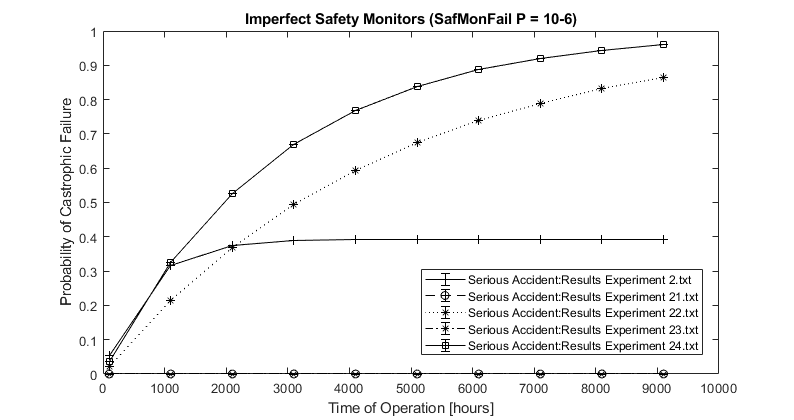 Imperfect Safety Monitors (SafMonFail P = 10-6)
1
0.9
0.8
0.7
0.6
0.5
0.4
0.3
0.2
0.1
0
Probability of Castrophic Failure
Serious Accident:Results Experiment 2.txt
Serious Accident:Results Experiment 21.txt
Serious Accident:Results Experiment 22.txt
Serious Accident:Results Experiment 23.txt
Serious Accident:Results Experiment 24.txt
0 1000 2000 3000 4000 5000 6000 7000 8000 9000 10000
Time of Operation [hours]